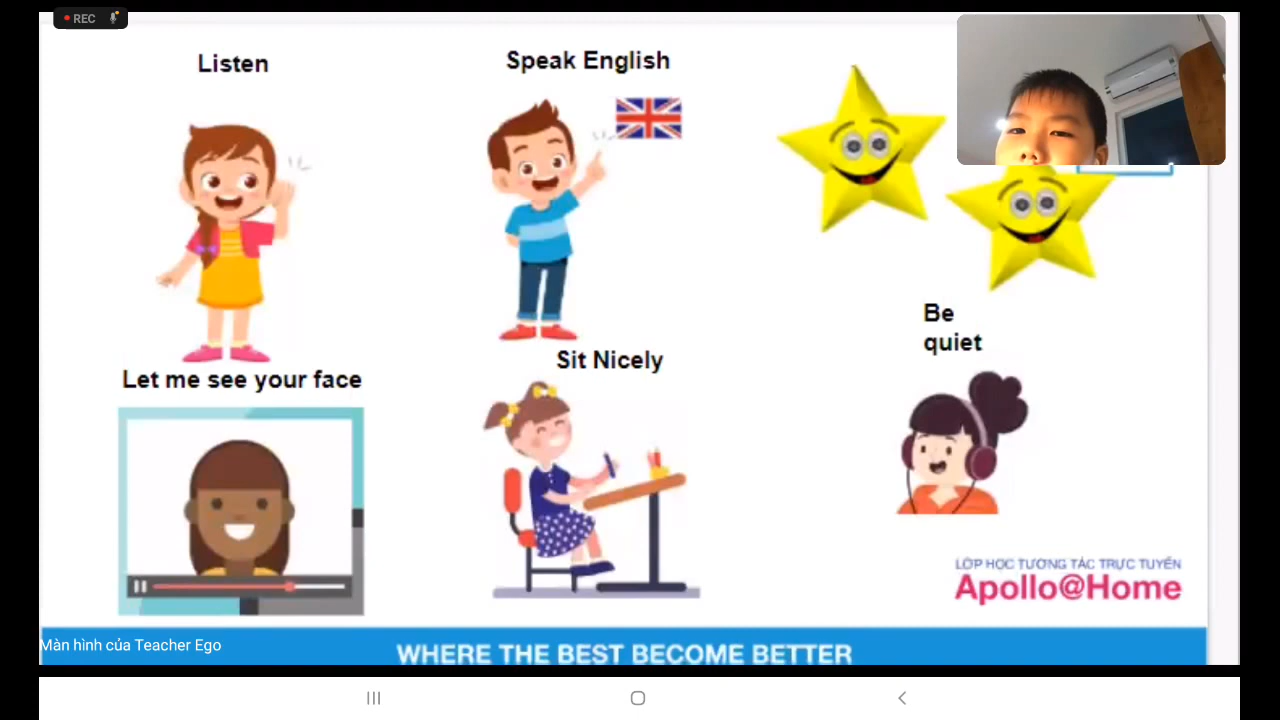 REC
Listen
Speak English
Be
quiet
Sit Nicely
Let me see your face
LỚP HỌC TƯƠNG TÁC TRỰC TUYẾN
Apollo@Home
Màn hình của Teacher Ego
WHERE THE BEST BECOME BETTER